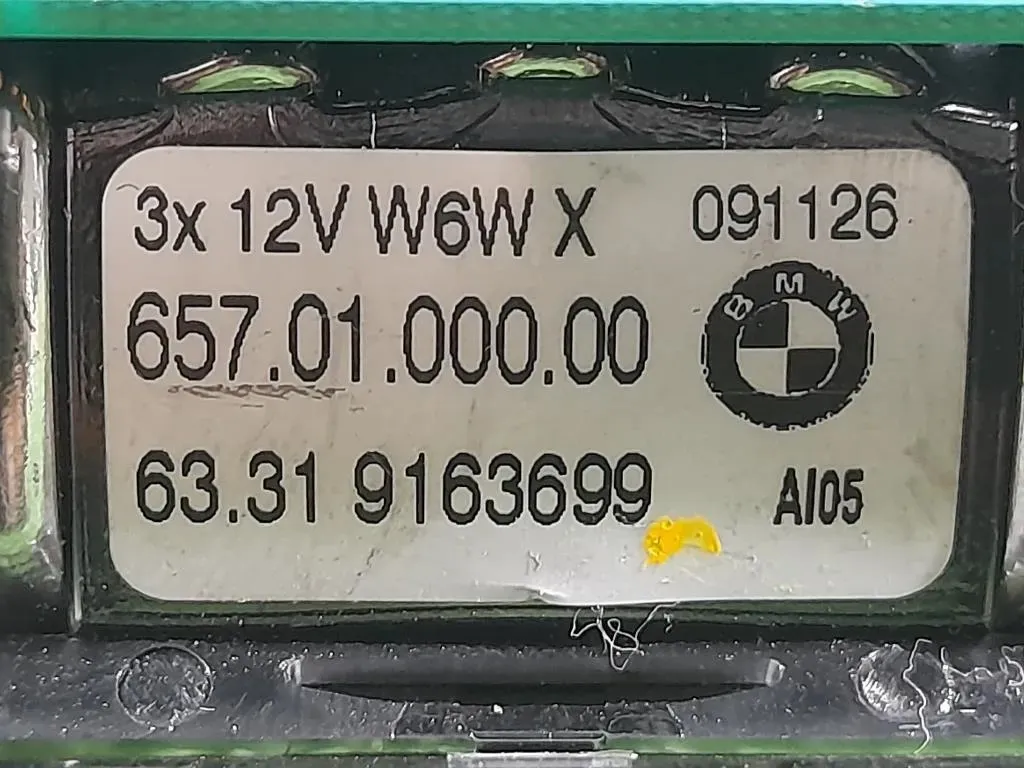 3x 12V W6W X 091126
657.01.000.00
BMW
63.31 9163699 AI05